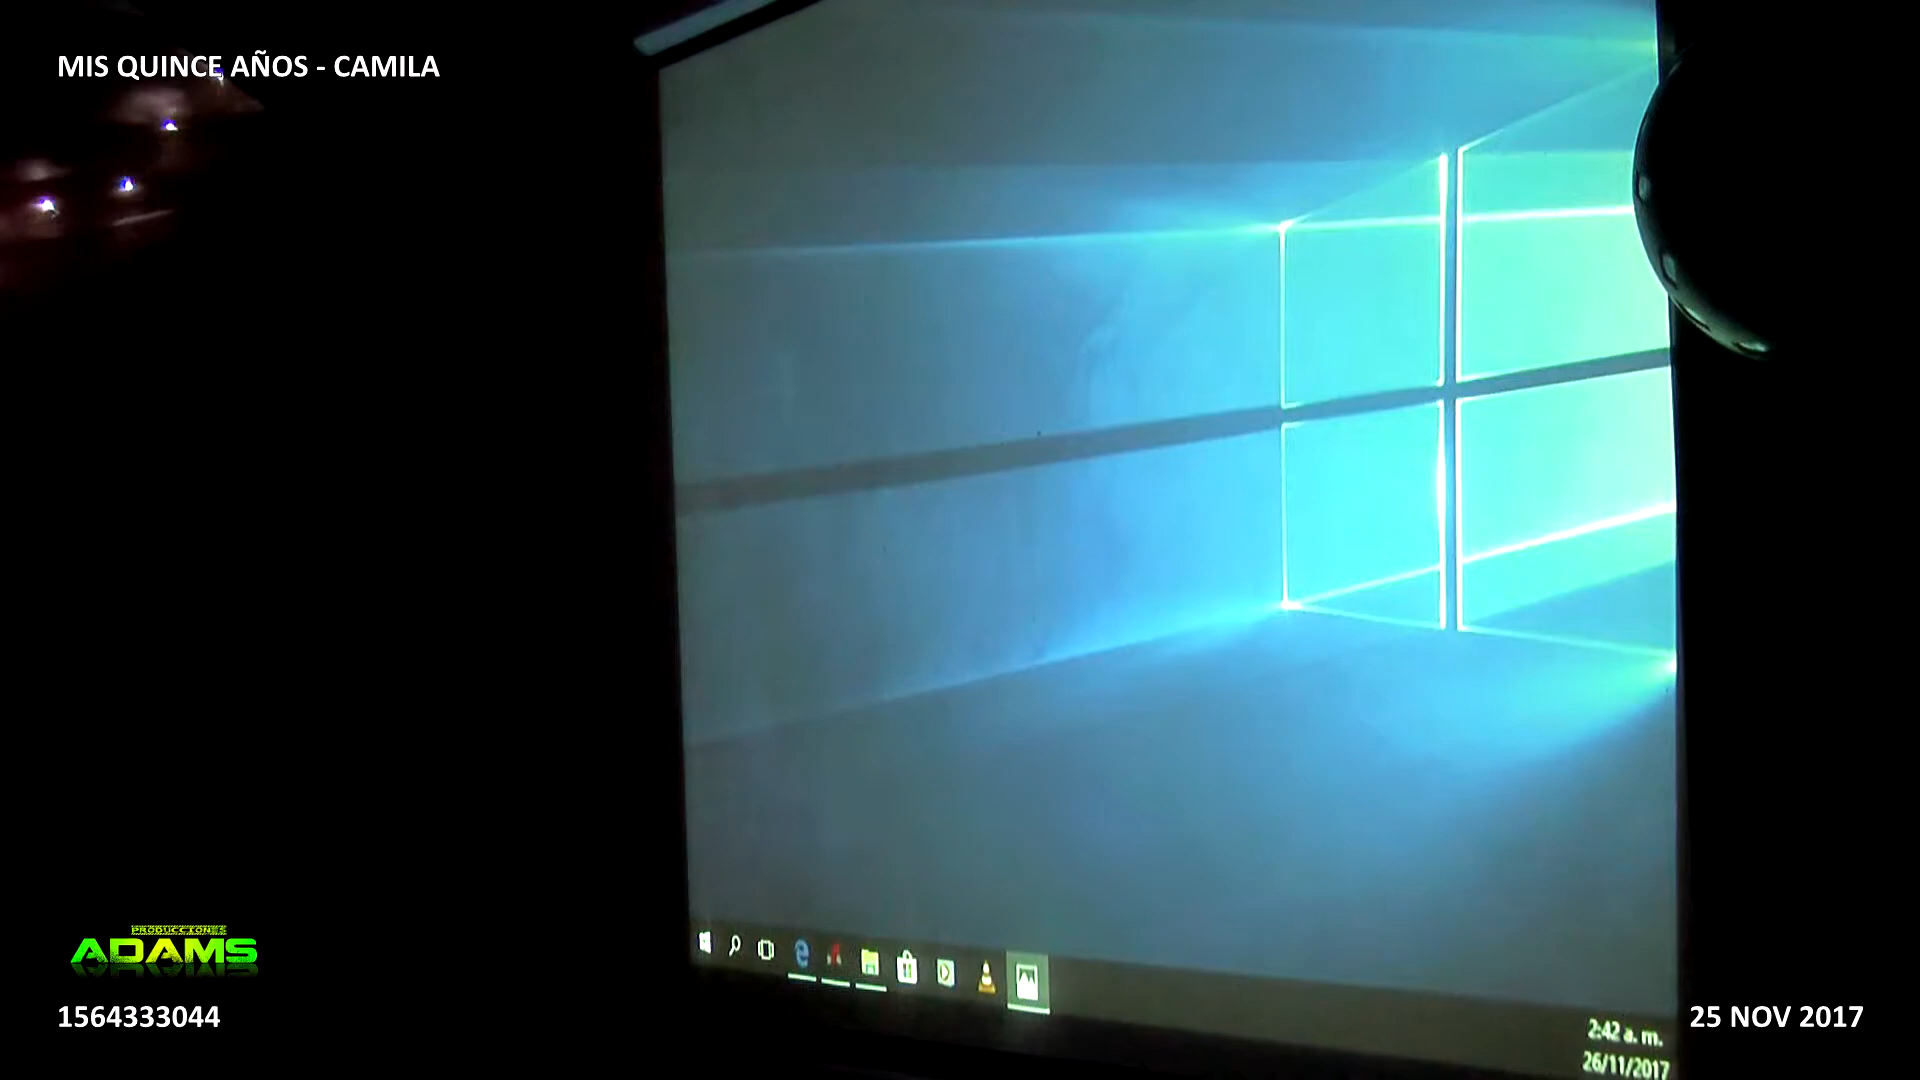 MIS QUINCE AÑOS - CAMILA
PRODUCCIONES
ADAMS
1564333044
25 NOV 2017
2:42 a. m.
26/11/2017